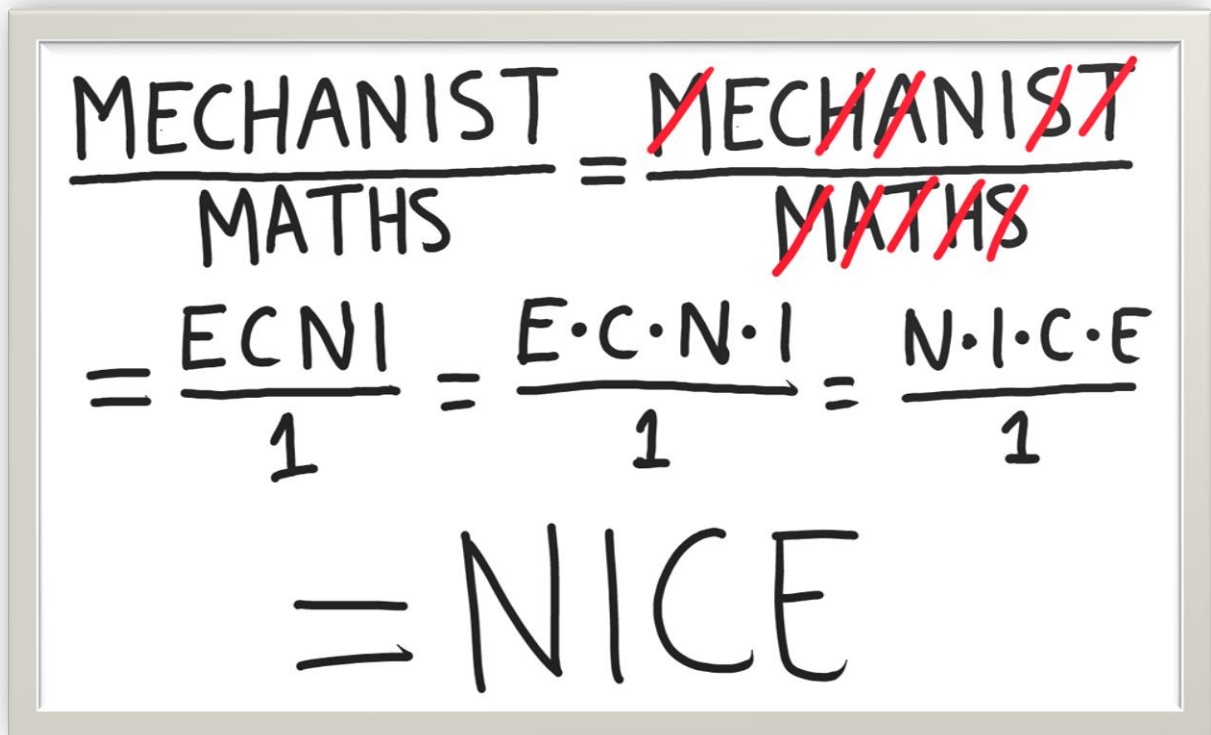 MECHANIST = MECHANIST
MATHS MATHS
= ECNI = E·C·N·I = N·I·C·E
1 1 1
= NICE